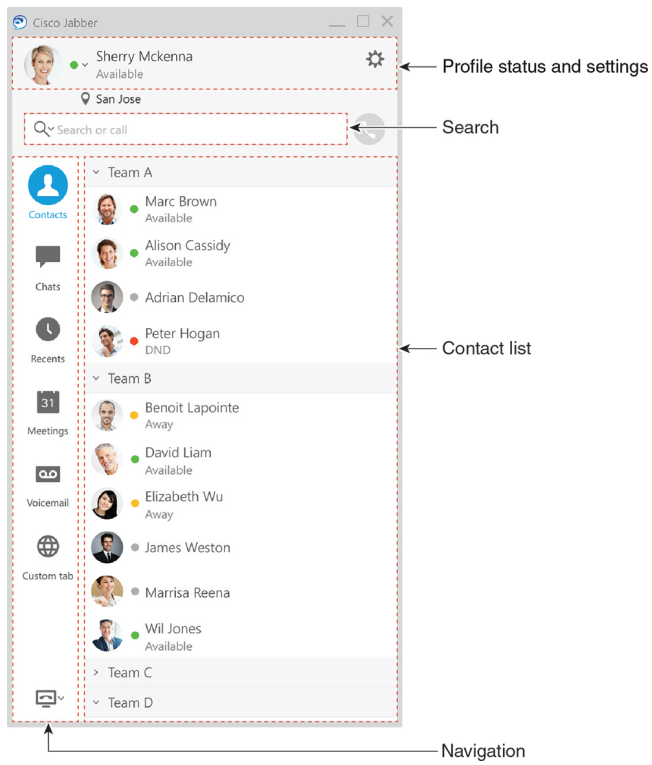 Cisco Jabber
Sherry Mckenna
Available
Profile status and settings
San Jose
Search or call
Search
Contacts
Chats
Recents
31
Meetings
Voicemail
Custom tab
Team A
Marc Brown
Available
Alison Cassidy
Available
Adrian Delamico
Peter Hogan
DND
Contact list
Team B
Benoit Lapointe
Away
David Liam
Available
Elizabeth Wu
Away
James Weston
Marrisa Reena
Wil Jones
Available
Team C
Team D
Navigation